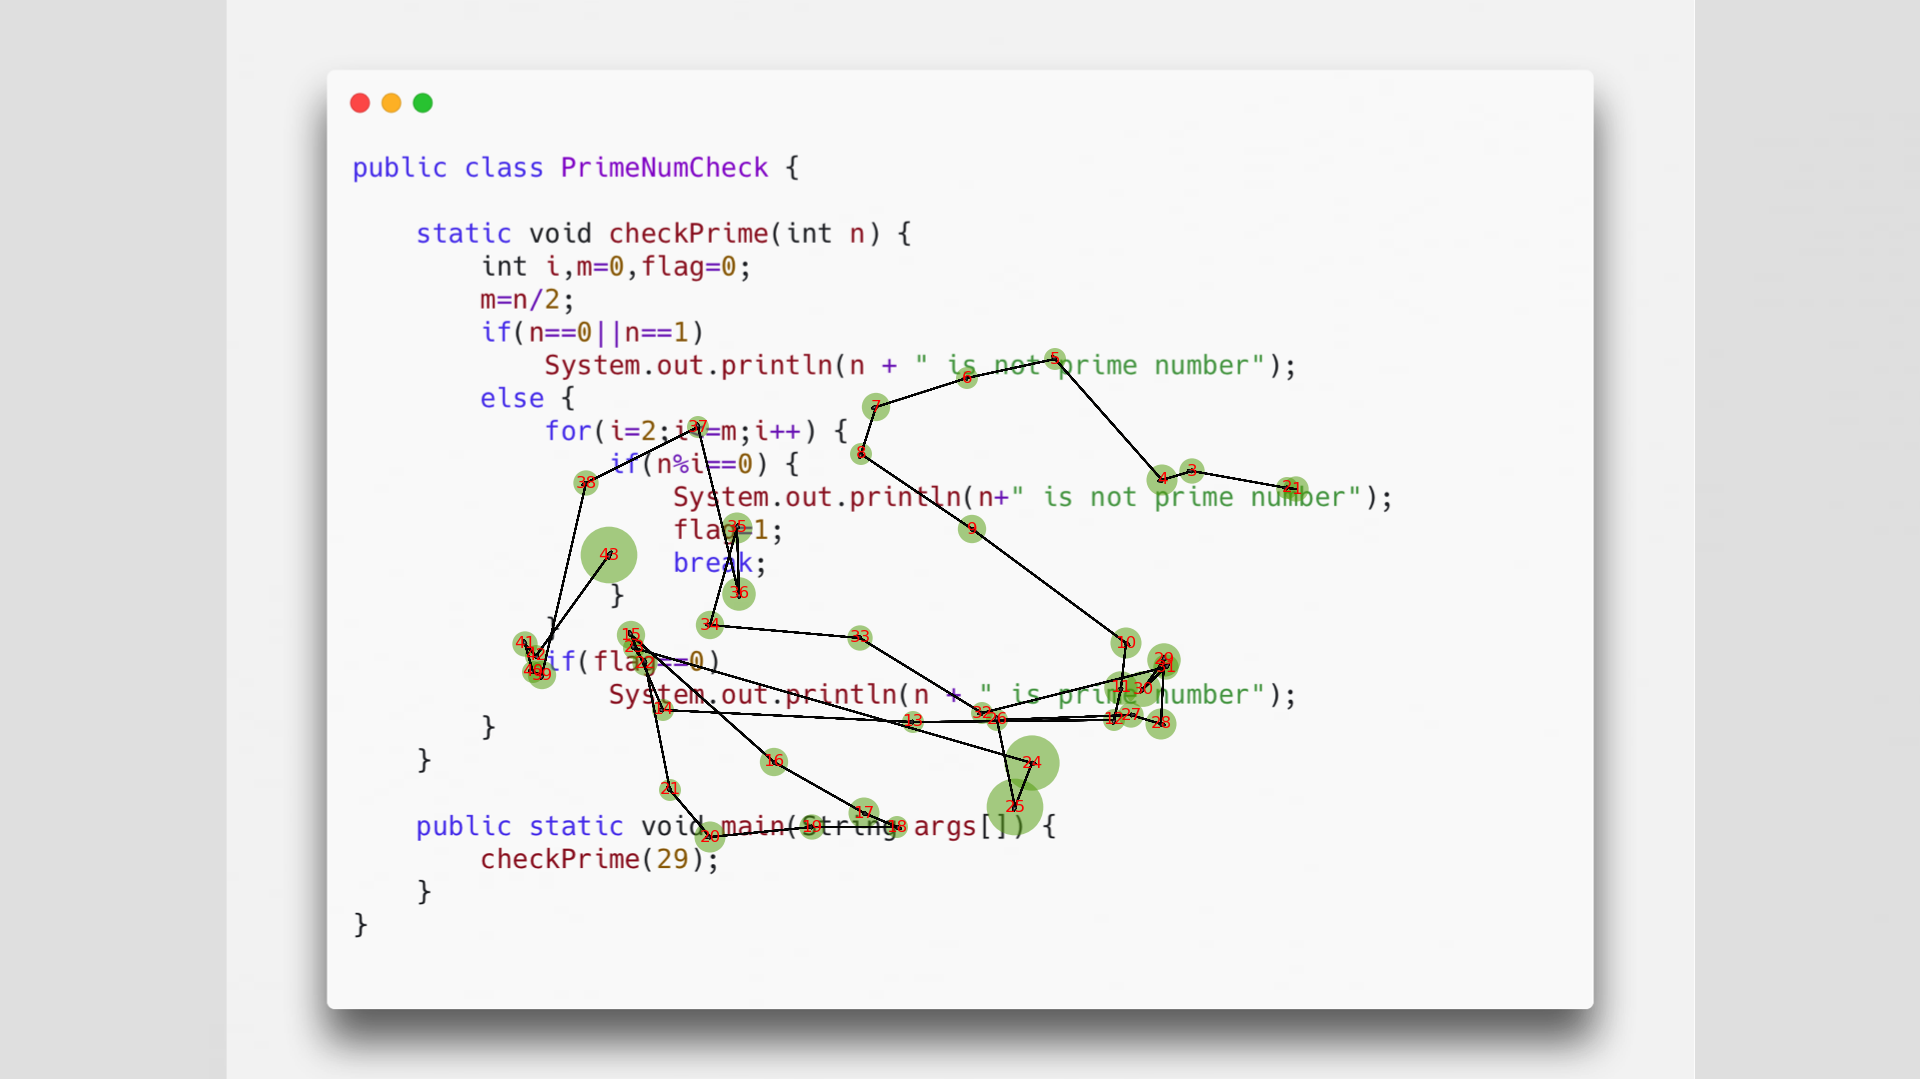 public class PrimeNumCheck {
static void checkPrime(int n) {
int i,m=0,flag=0;
m=n/2;
if(n==0||n==1)
System.out.println(n + " is not prime number");
else {
for(i=2;i<=m;i++) {
if(n%i==0) {
System.out.println(n+" is not prime number");
flag=1;
break;
}
}
if(flag==0)
System.out.println(n + " is prime number");
}
}
public static void main(String args[]) {
checkPrime(29);
}
}